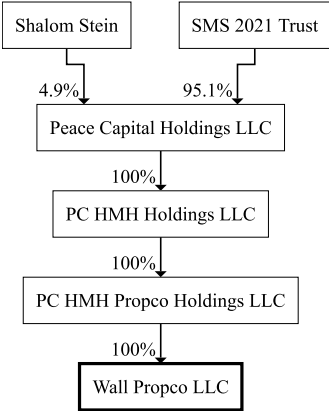 Shalom Stein
SMS 2021 Trust
4.9%
95.1%
Peace Capital Holdings LLC
100%
PC HMH Holdings LLC
100%
PC HMH Propco Holdings LLC
100%
Wall Propco LLC